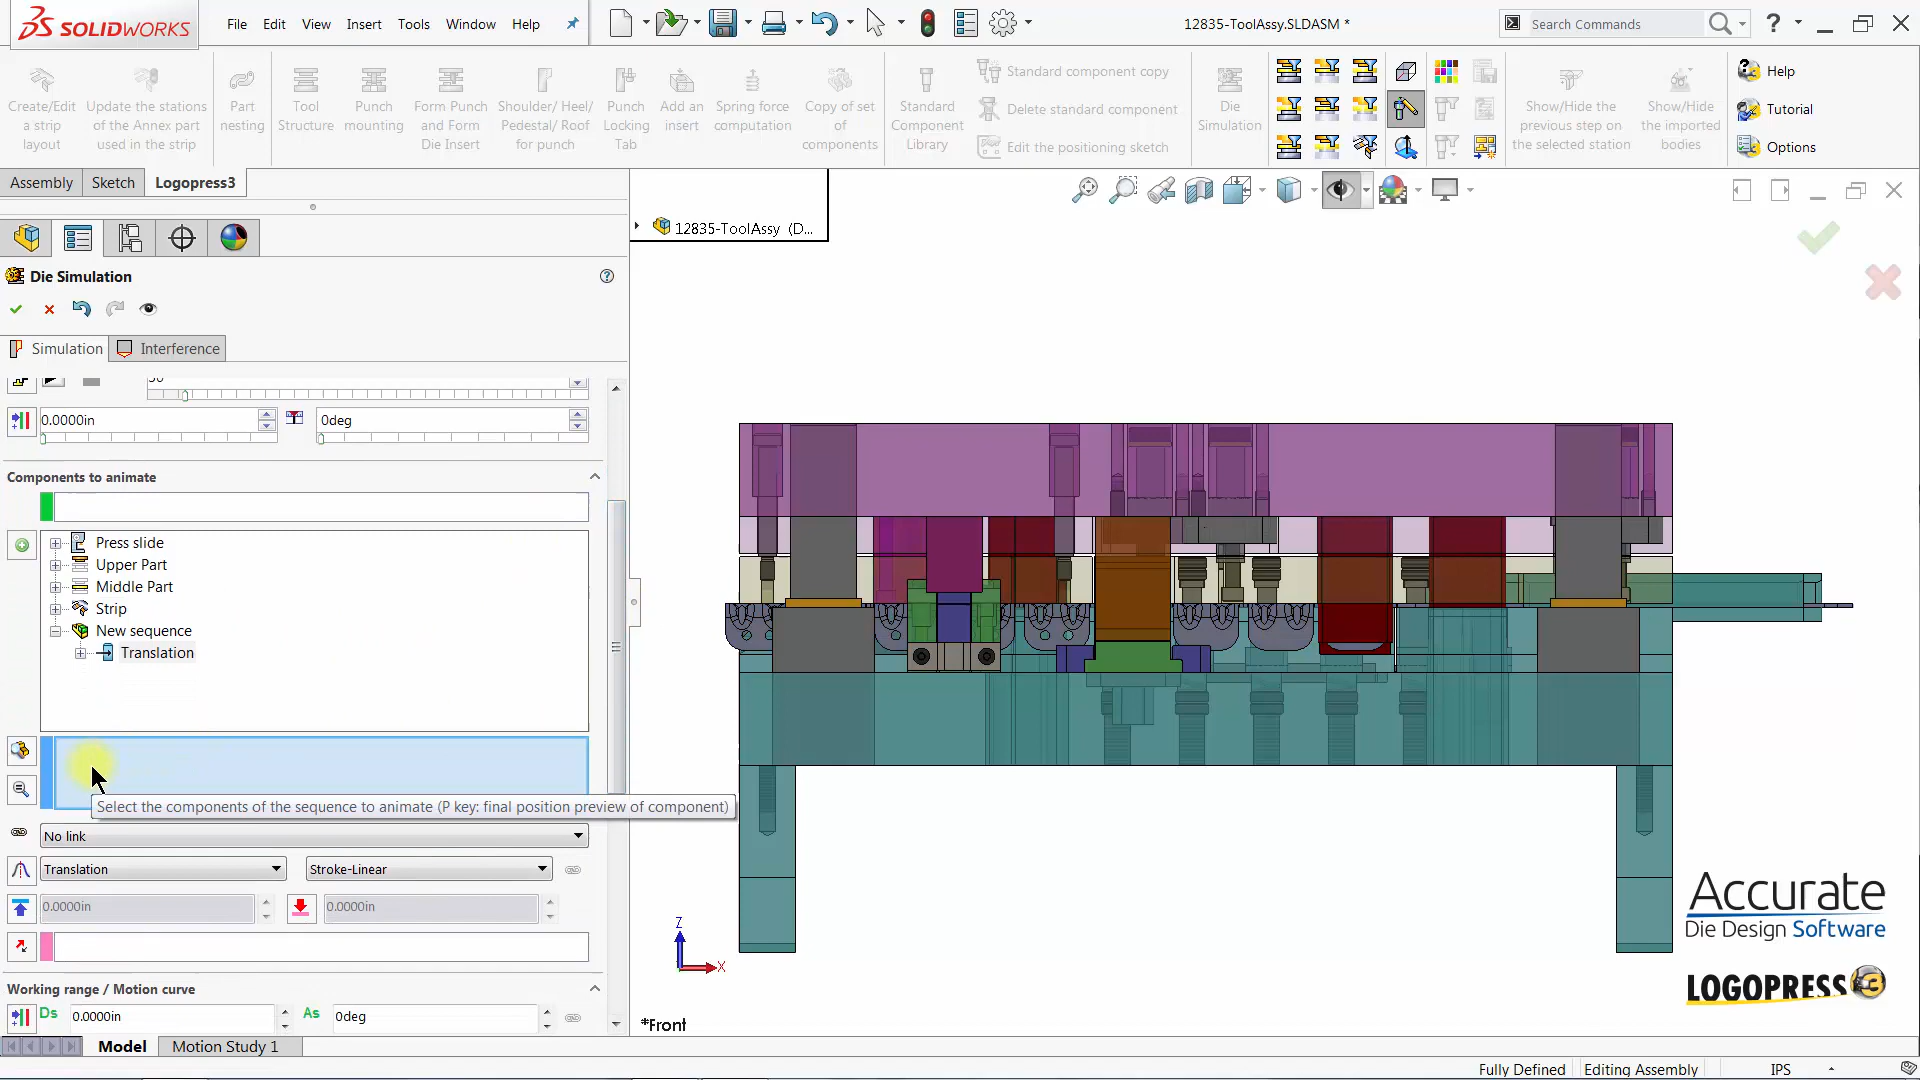 SOLIDWORKS
File Edit View Insert Tools Window Help
12835-ToolAssy.SLDASM *
Search Commands
Create/Edit a strip layout
Update the stations of the Annex part used in the strip
Part nesting
Tool Structure
Punch mounting
Form Punch and Form Die Insert
Shoulder/ Heel/ Pedestal/ Roof for punch
Punch Locking Tab
Add an insert
Spring force computation
Copy of set of components
Standard Component Library
Standard component copy
Delete standard component
Edit the positioning sketch
Die Simulation
Show/Hide the previous step on the selected station
Show/Hide the imported bodies
Help
Tutorial
Options
Assembly Sketch Logopress3
12835-ToolAssy (D...
Die Simulation
Simulation Interference
0.0000in 0deg
Components to animate
Press slide
Upper Part
Middle Part
Strip
New sequence
Translation
Select the components of the sequence to animate (P key: final position preview of component)
No link
Translation Stroke-Linear
0.0000in 0.0000in
Working range / Motion curve
Ds 0.0000in As 0deg
Z
X
*Front
Accurate
Die Design Software
LOGOPRESS 3
Model Motion Study 1
Fully Defined Editing Assembly IPS